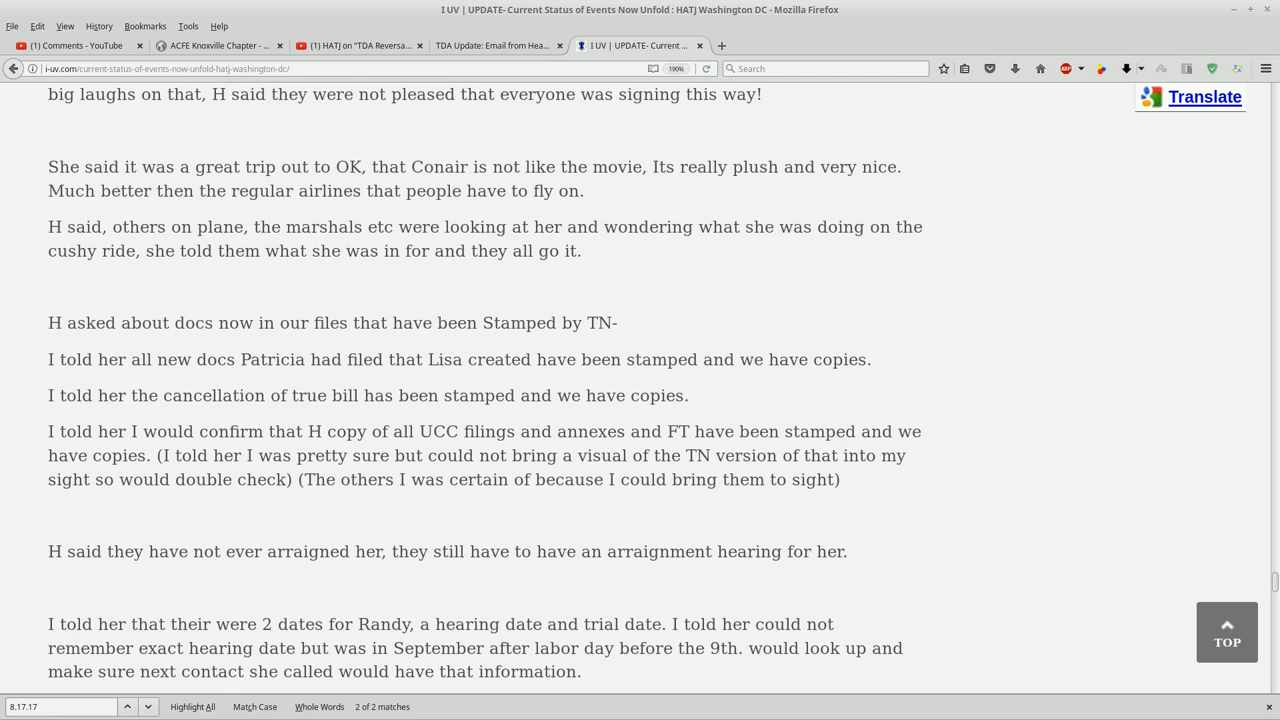 I UV | UPDATE- Current Status of Events Now Unfold : HATJ Washington DC - Mozilla Firefox
File Edit View History Bookmarks Tools Help
(1) Comments - YouTube
ACFE Knoxville Chapter - ...
(1) HATJ on "TDA Reversa...
TDA Update: Email from Hea...
I UV | UPDATE- Current ...
i-uv.com/current-status-of-events-now-unfold-hatj-washington-dc/
190%
Search
ABP
big laughs on that, H said they were not pleased that everyone was signing this way!
Translate
She said it was a great trip out to OK, that Conair is not like the movie, Its really plush and very nice.
Much better then the regular airlines that people have to fly on.
H said, others on plane, the marshals etc were looking at her and wondering what she was doing on the
cushy ride, she told them what she was in for and they all go it.
H asked about docs now in our files that have been Stamped by TN-
I told her all new docs Patricia had filed that Lisa created have been stamped and we have copies.
I told her the cancellation of true bill has been stamped and we have copies.
I told her I would confirm that H copy of all UCC filings and annexes and FT have been stamped and we
have copies. (I told her I was pretty sure but could not bring a visual of the TN version of that into my
sight so would double check) (The others I was certain of because I could bring them to sight)
H said they have not ever arraigned her, they still have to have an arraignment hearing for her.
I told her that their were 2 dates for Randy, a hearing date and trial date. I told her could not
remember exact hearing date but was in September after labor day before the 9th. would look up and
make sure next contact she called would have that information.
TOP
8.17.17
Highlight All
Match Case
Whole Words
2 of 2 matches